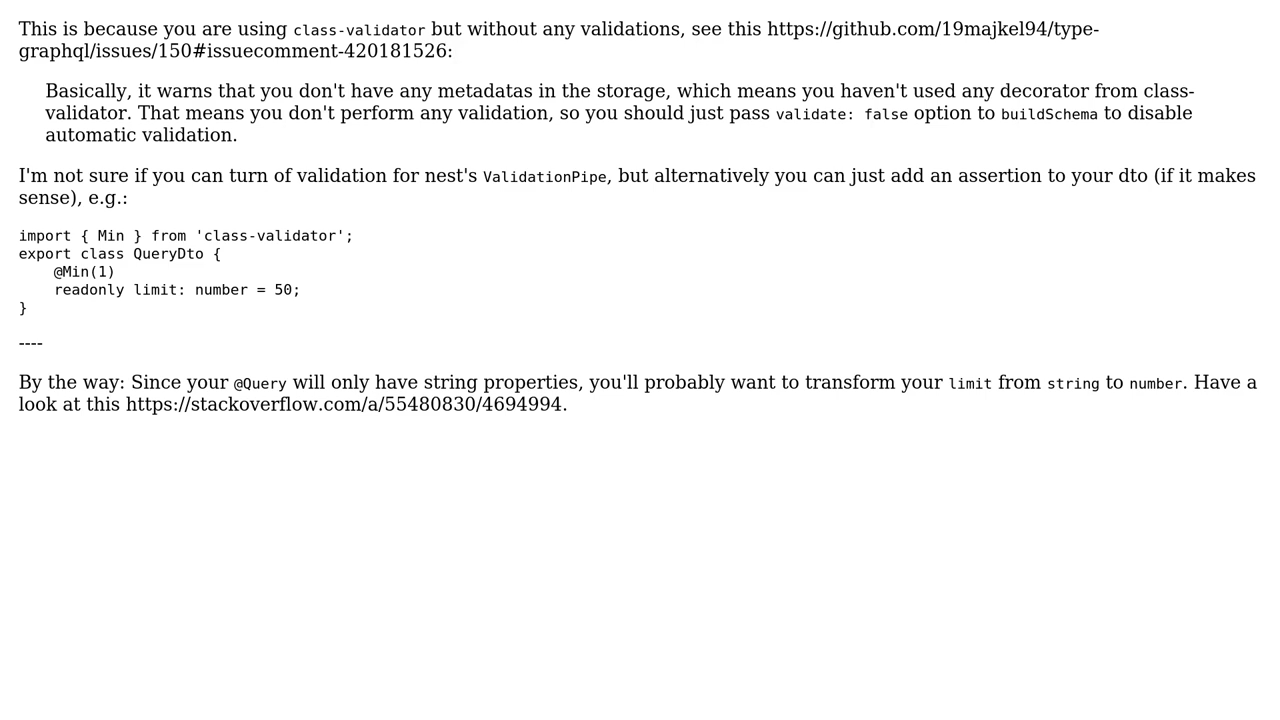 This is because you are using class-validator but without any validations, see this https://github.com/19majkel94/type-
graphql/issues/150#issuecomment-420181526:
Basically, it warns that you don't have any metadatas in the storage, which means you haven't used any decorator from class-
validator. That means you don't perform any validation, so you should just pass validate: false option to buildSchema to disable
automatic validation.
I'm not sure if you can turn of validation for nest's ValidationPipe, but alternatively you can just add an assertion to your dto (if it makes
sense), e.g.:
import { Min } from 'class-validator';
export class QueryDto {
    @Min(1)
    readonly limit: number = 50;
}
----
By the way: Since your @Query will only have string properties, you'll probably want to transform your limit from string to number. Have a
look at this https://stackoverflow.com/a/55480830/4694994.